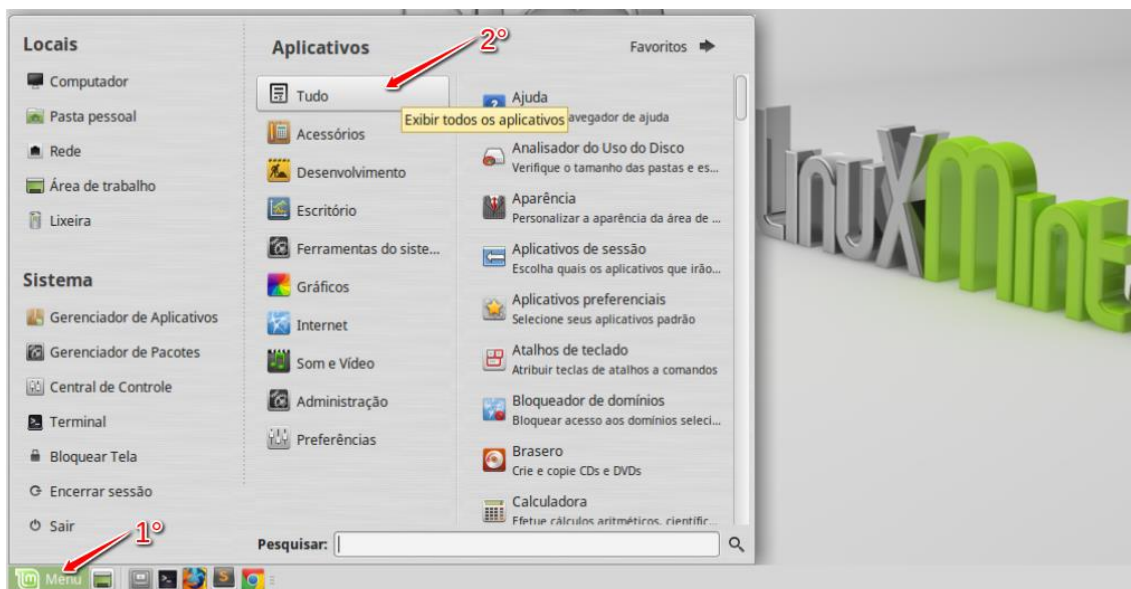 Locais
Computador
Pasta pessoal
Rede
Área de trabalho
Lixeira
Sistema
Gerenciador de Aplicativos
Gerenciador de Pacotes
Central de Controle
Terminal
Bloquear Tela
Encerrar sessão
Sair
1º
Aplicativos
2º
Favoritos
Tudo
Exibir todos os aplicativos
Acessórios
Desenvolvimento
Escritório
Ferramentas do siste...
Gráficos
Internet
Som e Vídeo
Administração
Preferências
Ajuda
avegador de ajuda
Analisador do Uso do Disco
Verifique o tamanho das pastas e es...
Aparência
Personalizar a aparência da área de ...
Aplicativos de sessão
Escolha quais os aplicativos que irão...
Aplicativos preferenciais
Selecione seus aplicativos padrão
Atalhos de teclado
Atribuir teclas de atalhos a comandos
Bloqueador de domínios
Bloquear acesso aos domínios seleci...
Brasero
Crie e copie CDs e DVDs
Calculadora
Efetue cálculos aritméticos, científic...
Pesquisar:
Menu
LinuxMint